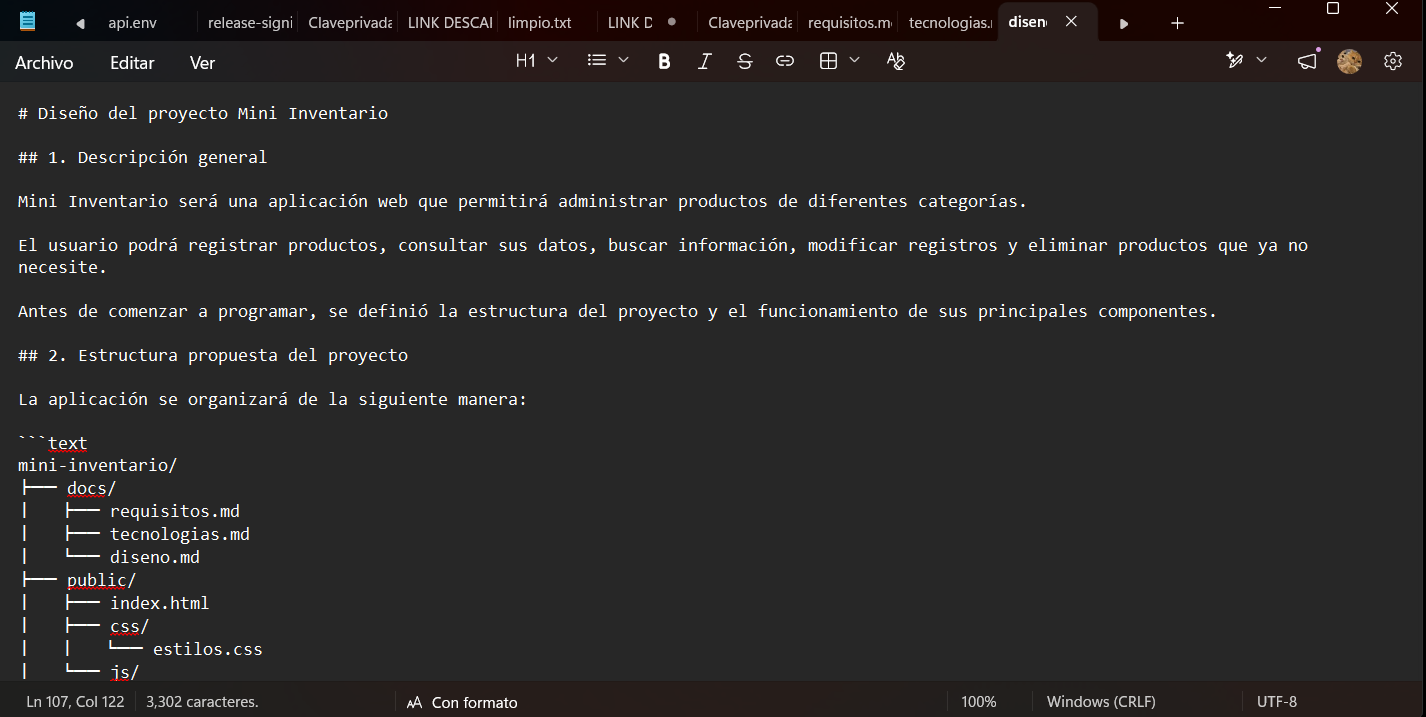 api.env
release-signi
Claveprivada
LINK DESCAI
limpio.txt
LINK D
Claveprivada
requisitos.m
tecnologias.
disen
Archivo Editar Ver
H1
B I S
# Diseño del proyecto Mini Inventario
## 1. Descripción general
Mini Inventario será una aplicación web que permitirá administrar productos de diferentes categorías.
El usuario podrá registrar productos, consultar sus datos, buscar información, modificar registros y eliminar productos que ya no
necesite.
Antes de comenzar a programar, se definió la estructura del proyecto y el funcionamiento de sus principales componentes.
## 2. Estructura propuesta del proyecto
La aplicación se organizará de la siguiente manera:
```text
mini-inventario/
├── docs/
│   ├── requisitos.md
│   ├── tecnologias.md
│   └── diseno.md
├── public/
│   ├── index.html
│   ├── css/
│   │   └── estilos.css
│   └── js/
Ln 107, Col 122 3,302 caracteres. Con formato 100% Windows (CRLF) UTF-8